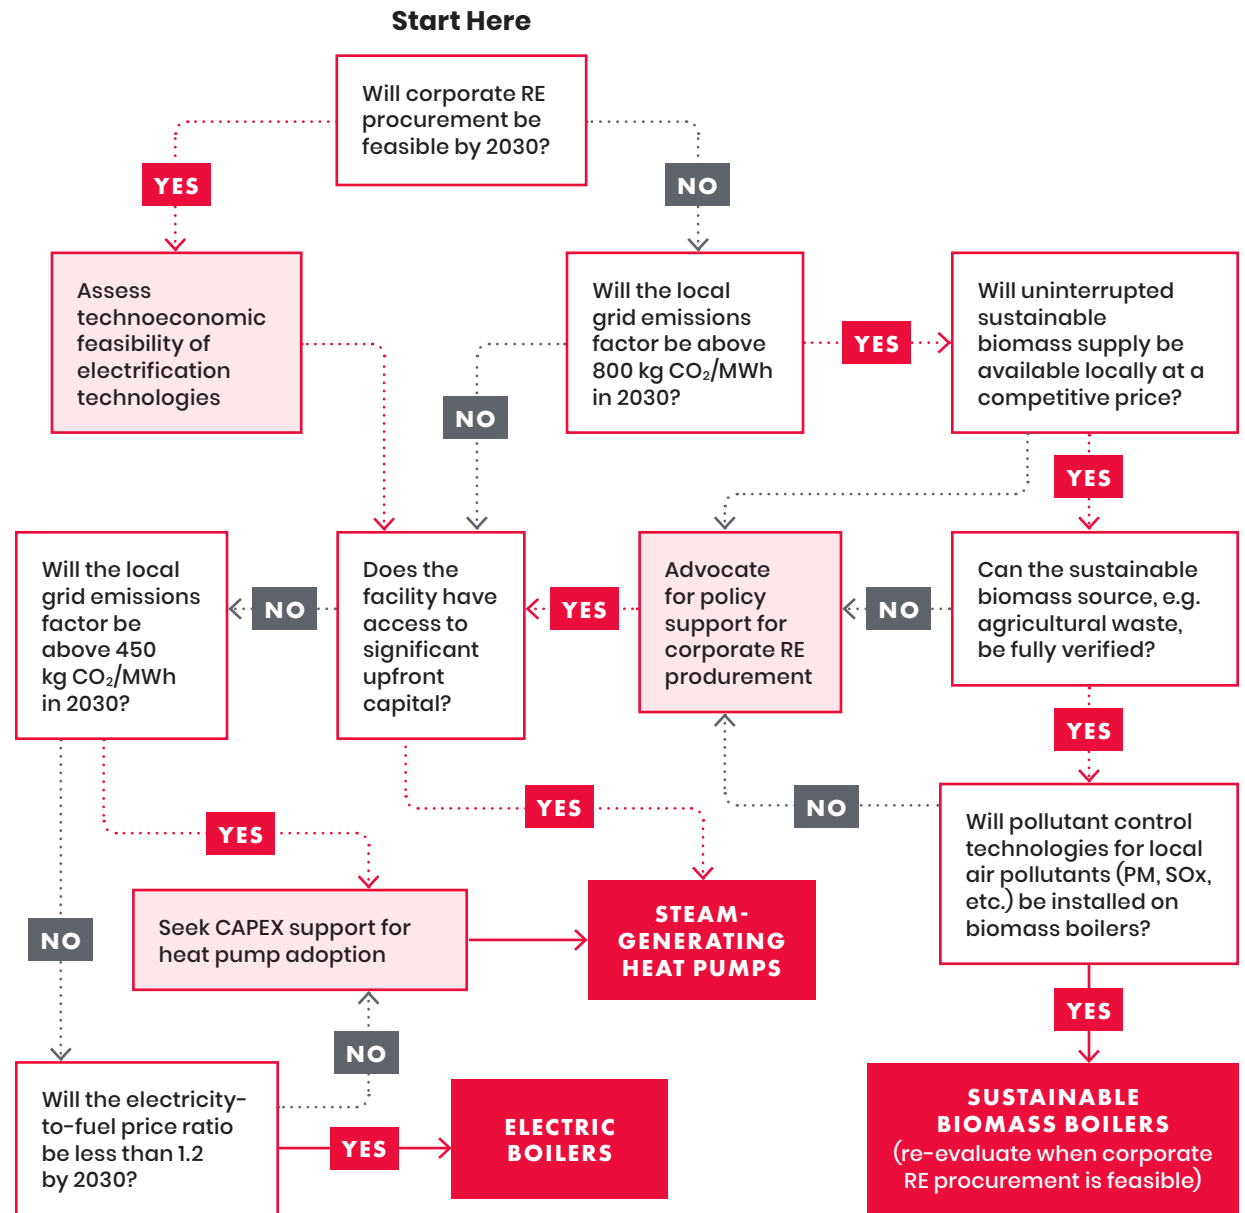 Start Here
Will corporate RE
procurement be
feasible by 2030?
YES
NO
Assess
technoeconomic
feasibility of
electrification
technologies
Will the local
grid emissions
factor be above
800 kg CO₂/MWh
in 2030?
YES
Will uninterrupted
sustainable
biomass supply be
available locally at a
competitive price?
NO
YES
Will the local
grid emissions
factor be
above 450
kg CO₂/MWh
in 2030?
NO
Does the
facility have
access to
significant
upfront
capital?
YES
Advocate
for policy
support for
corporate RE
produrement
NO
Can the sustainable
biomass source, e.g.
agricultural waste,
be fully verified?
YES
YES
YES
NO
Will pollutant control
technologies for local
air pollutants (PM, SOx,
etc.) be installed on
biomass boilers?
NO
Seek CAPEX support for
heat pump adoption
STEAM-
GENERATING
HEAT PUMPS
YES
NO
Will the electricity-
to-fuel price ratio
be less than 1.2
by 2030?
YES
ELECTRIC
BOILERS
SUSTAINABLE
BIOMASS BOILERS
(re-evaluate when corporate
RE procurement is feasible)